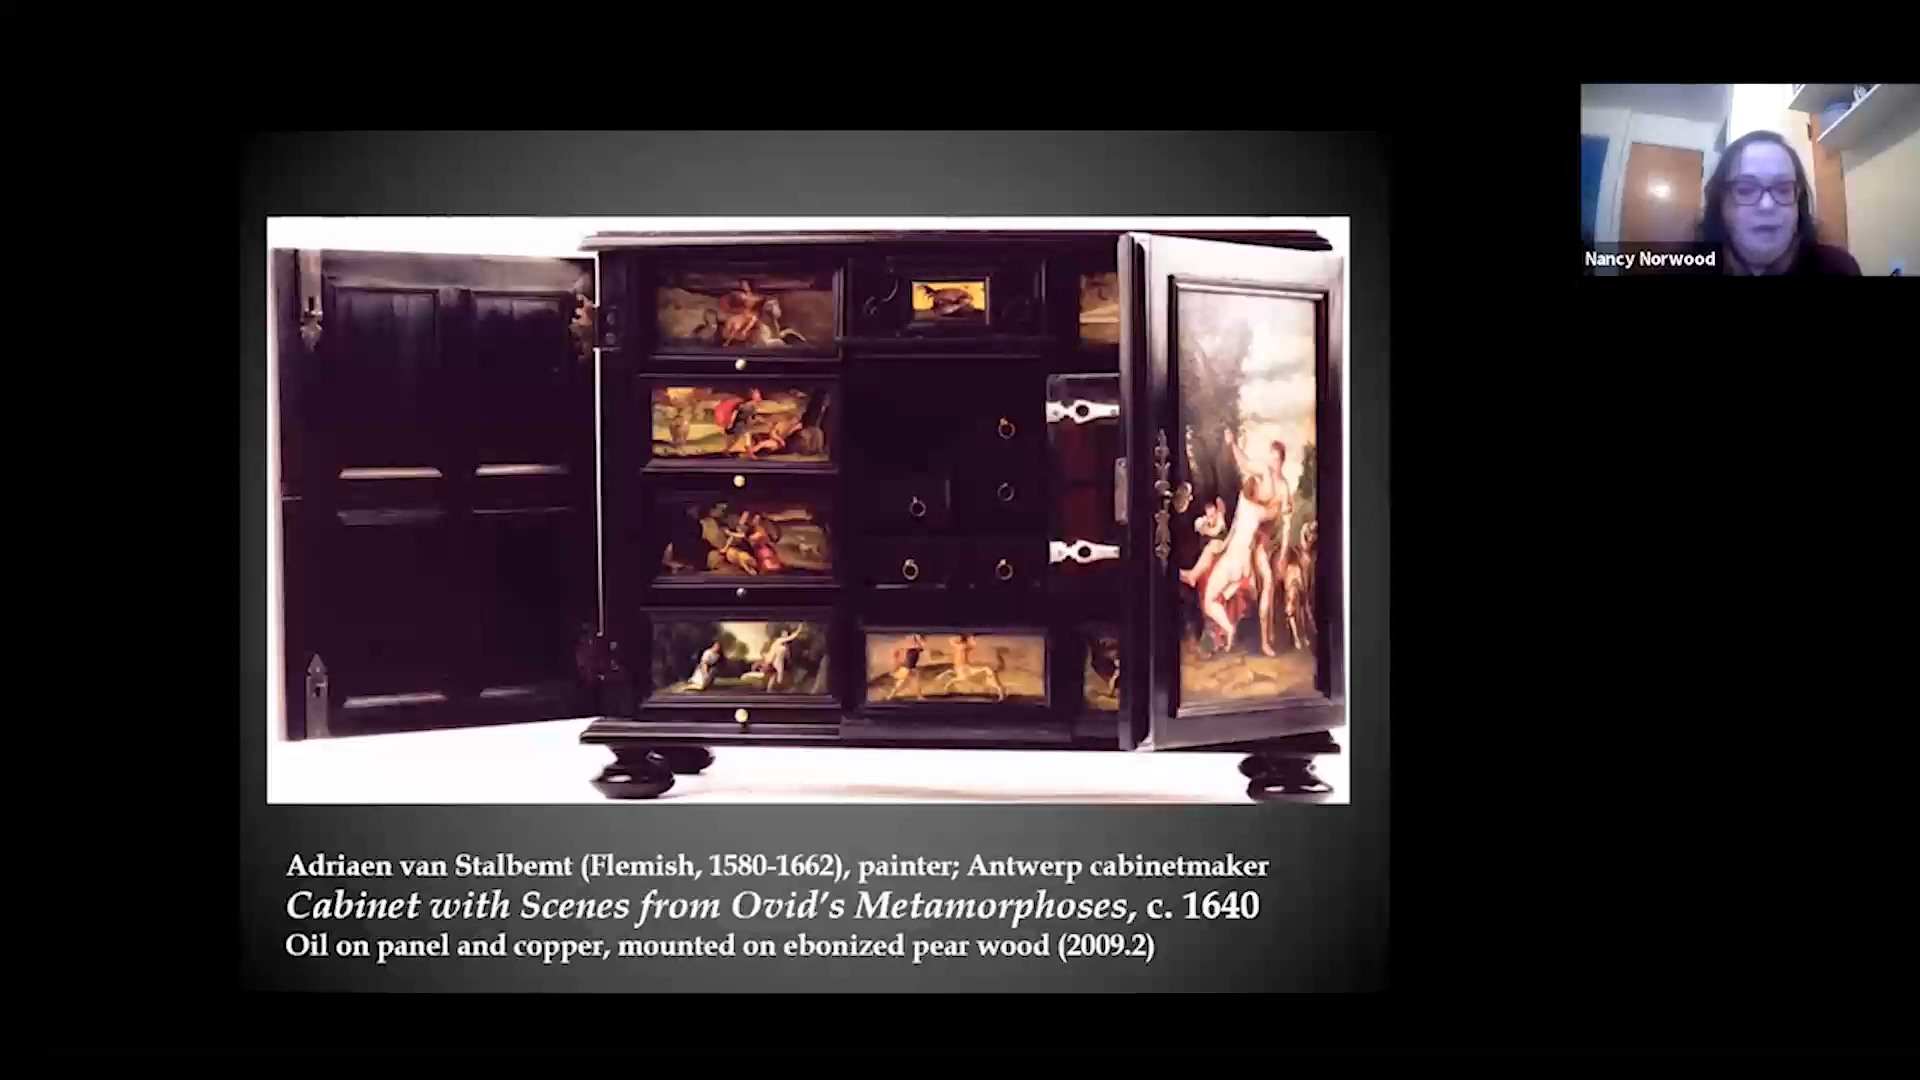 Nancy Norwood
Adriaen van Stalbemt (Flemish, 1580-1662), painter; Antwerp cabinetmaker
Cabinet with Scenes from Ovid's Metamorphoses, c. 1640
Oil on panel and copper, mounted on ebonized pear wood (2009.2)